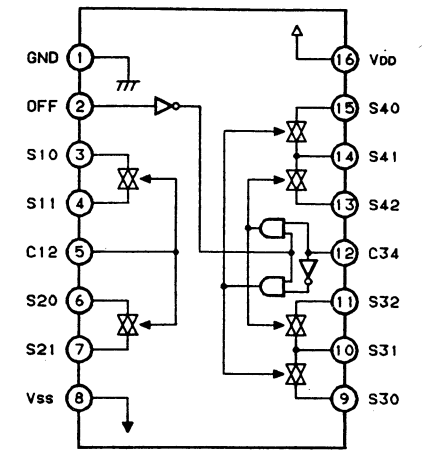 GND 1 16 VDD
OFF 2 15 S40
S10 3 14 S41
S11 4 13 S42
C12 5 12 C34
S20 6 11 S32
S21 7 10 S31
Vss 8 9 S30